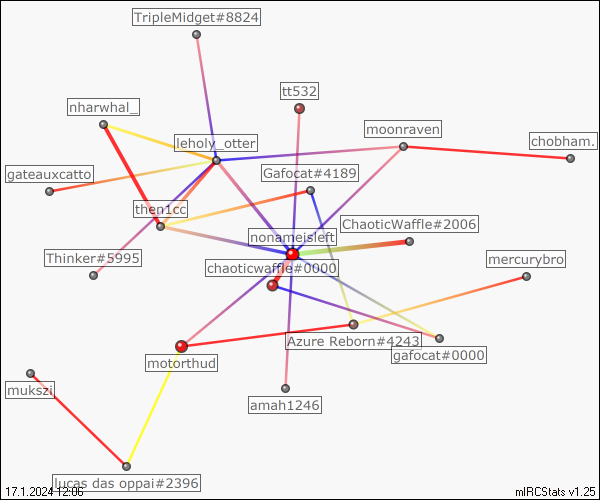 TripleMidget#8824
tt532
nharwhal_
moonraven
leholy_otter
chobham.
gateauxcatto
Gafocat#4189
then1cc
ChaoticWaffle#2006
nonameisleft
Thinker#5995
chaoticwaffle#0000
mercurybro
Azure Reborn#4243
gafocat#0000
motorthud
mukszi
amah1246
lucas das oppai#2396
17.1.2024 12:06
mIRCStats v1.25